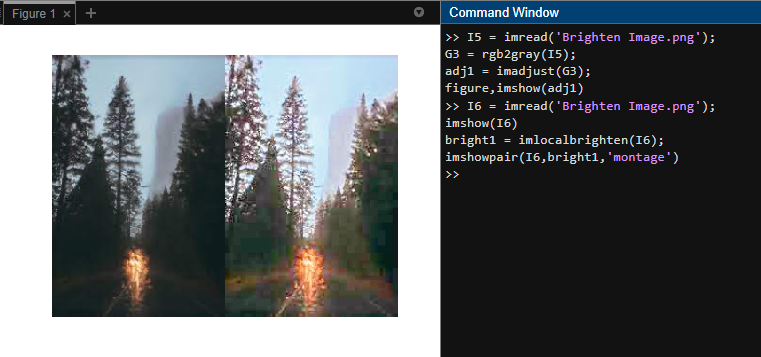 Figure 1 × +
Command Window
>> I5 = imread('Brighten Image.png');
G3 = rgb2gray(I5);
adj1 = imadjust(G3);
figure,imshow(adj1)
>> I6 = imread('Brighten Image.png');
imshow(I6)
bright1 = imlocalbrighten(I6);
imshowpair(I6,bright1,'montage')
>>